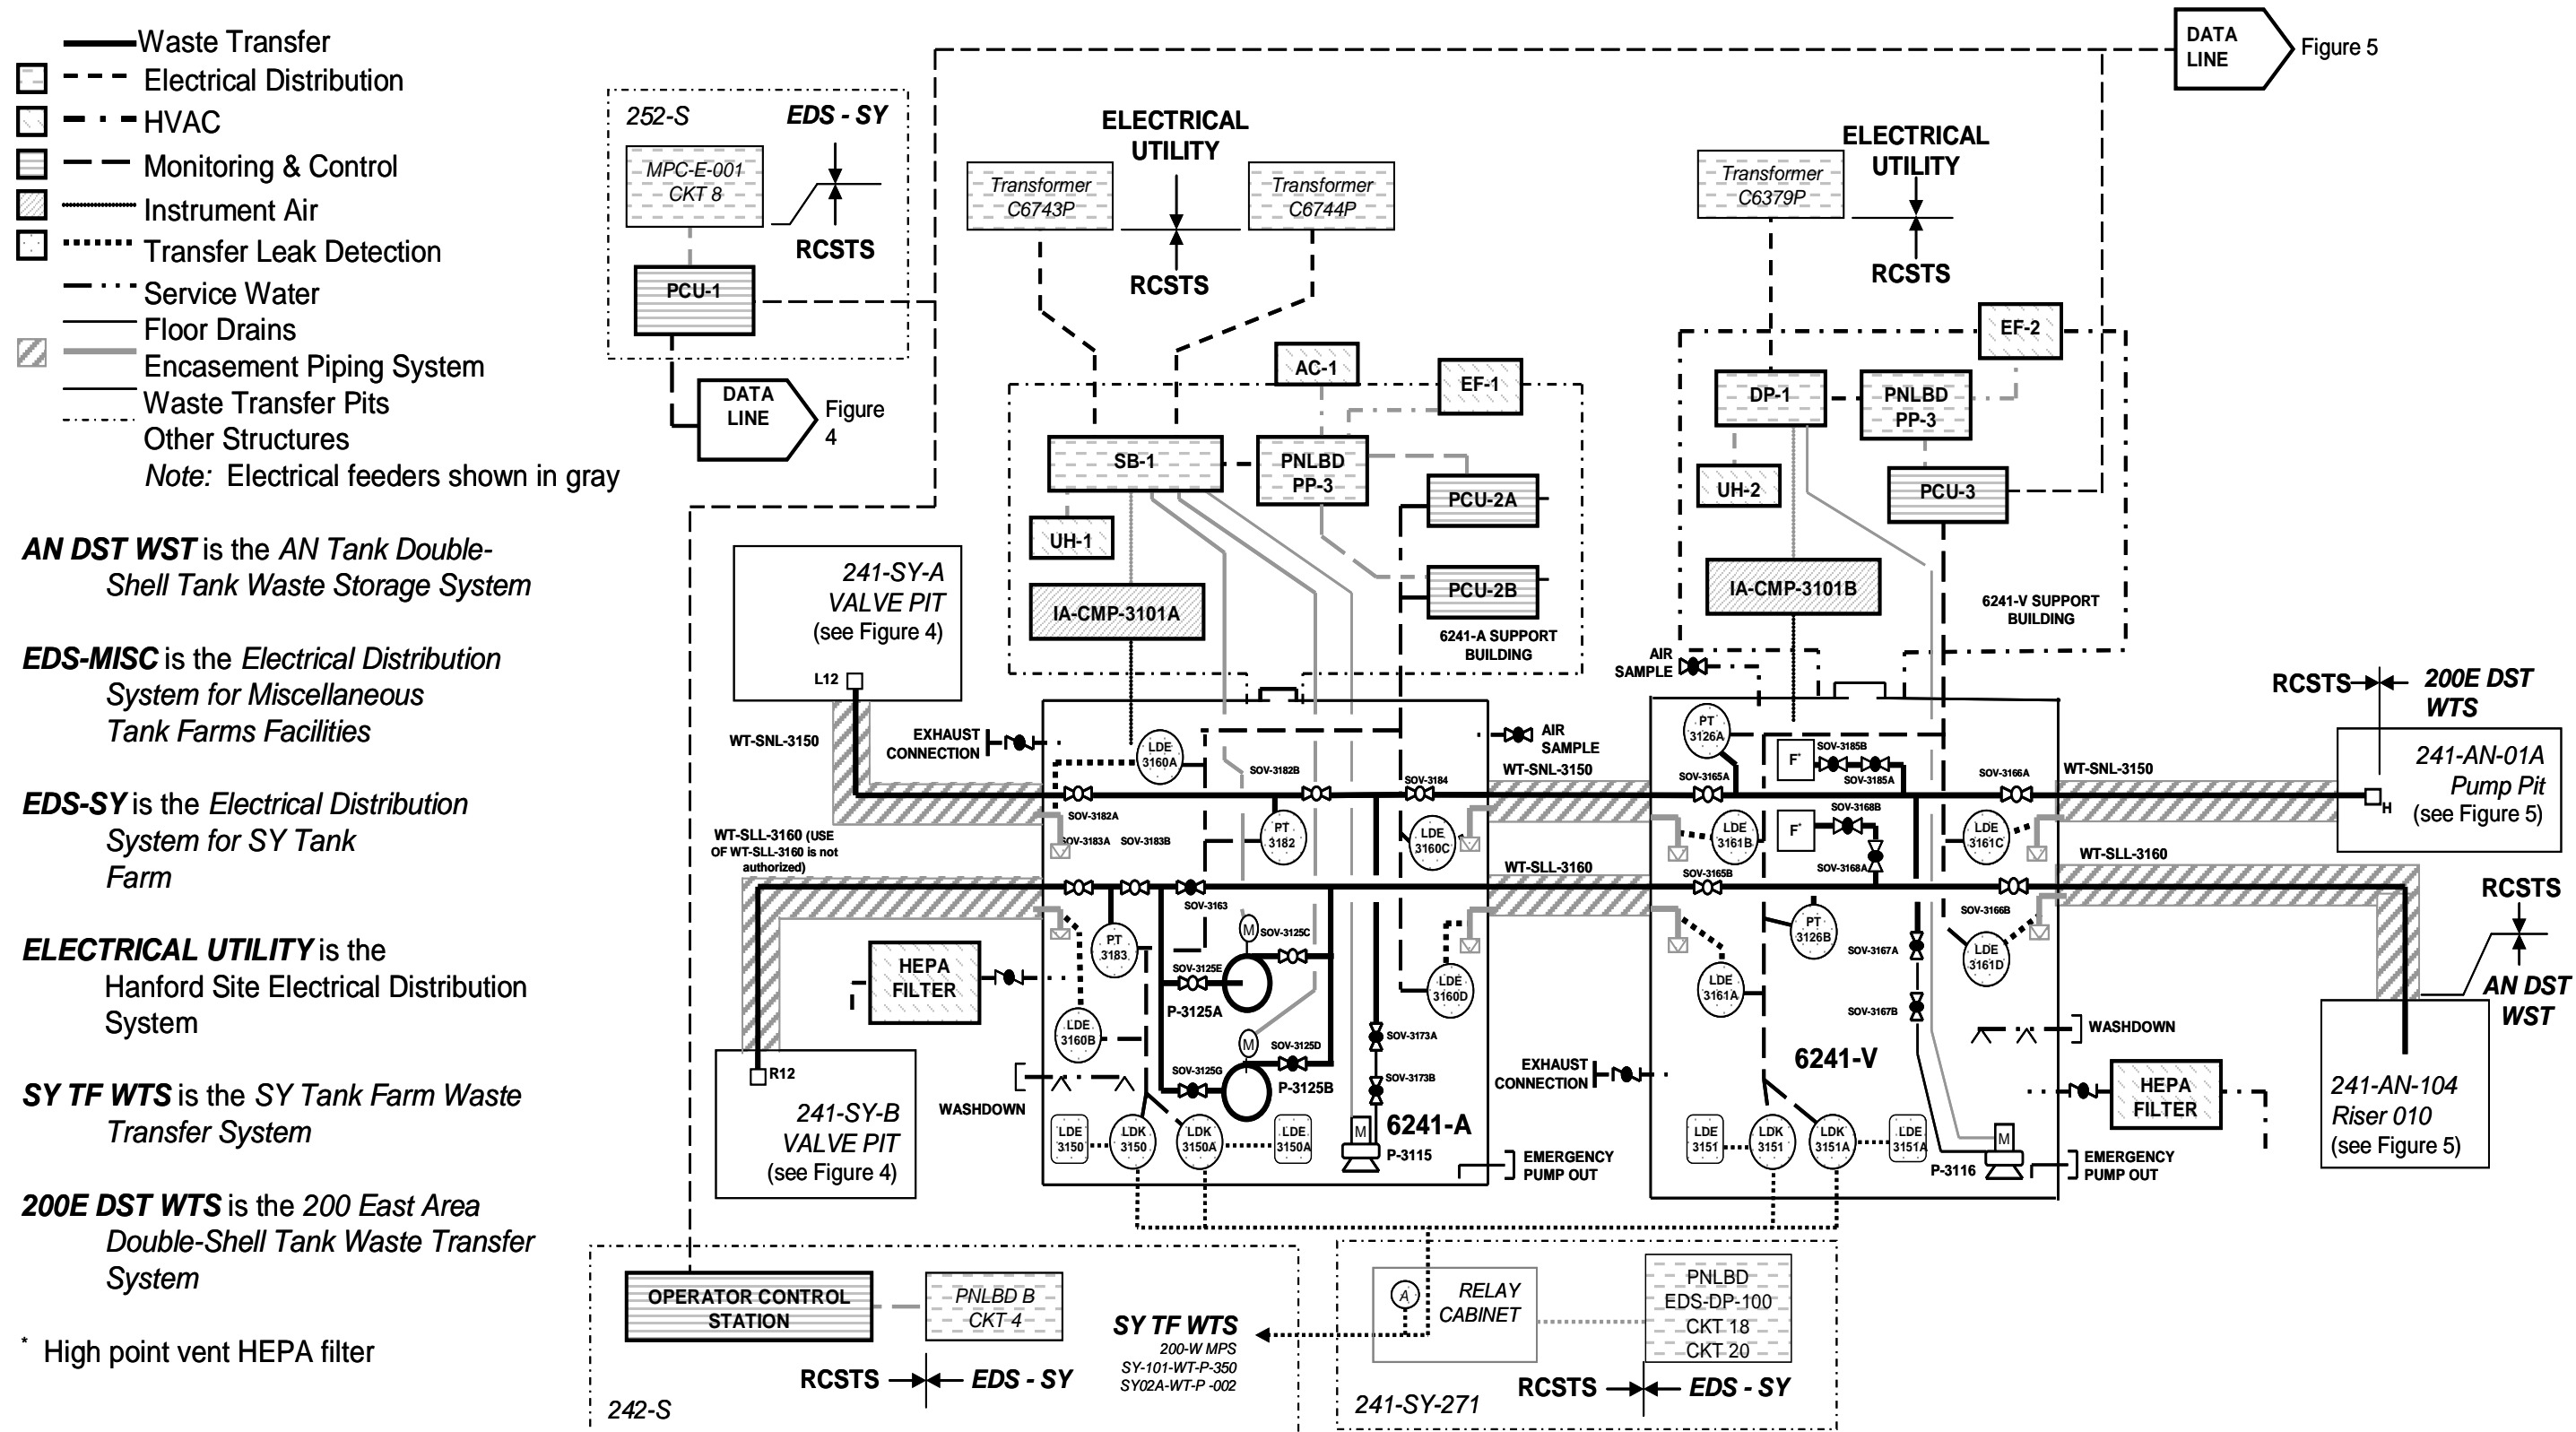 Waste Transfer
Electrical Distribution
HVAC
Monitoring & Control
Instrument Air
Transfer Leak Detection
Service Water
Floor Drains
Encasement Piping System
Waste Transfer Pits
Other Structures
Note: Electrical feeders shown in gray
AN DST WST is the AN Tank Double-
Shell Tank Waste Storage System
EDS-MISC is the Electrical Distribution
System for Miscellaneous
Tank Farms Facilities
EDS-SY is the Electrical Distribution
System for SY Tank
Farm
ELECTRICAL UTILITY is the
Hanford Site Electrical Distribution
System
SY TF WTS is the SY Tank Farm Waste
Transfer System
200E DST WTS is the 200 East Area
Double-Shell Tank Waste Transfer
System
* High point vent HEPA filter
252-S
EDS - SY
MPC-E-001
CKT 8
RCSTS
PCU-1
DATA
LINE
Figure
4
DATA
LINE
Figure 5
ELECTRICAL
UTILITY
Transformer
C6743P
Transformer
C6744P
RCSTS
ELECTRICAL
UTILITY
Transformer
C6379P
RCSTS
AC-1
EF-1
SB-1
PNLBD
PP-3
PCU-2A
UH-1
PCU-2B
IA-CMP-3101A
6241-A SUPPORT
BUILDING
EF-2
DP-1
PNLBD
PP-3
UH-2
PCU-3
IA-CMP-3101B
6241-V SUPPORT
BUILDING
241-SY-A
VALVE PIT
(see Figure 4)
L12
WT-SNL-3150
EXHAUST
CONNECTION
LDE
3160A
SOV-3182B
SOV-3184
AIR
SAMPLE
WT-SNL-3150
SOV-3182A
SOV-3183A
SOV-3183B
PT
3182
LDE
3160C
WT-SLL-3160 (USE
OF WT-SLL-3160 is not
authorized)
WT-SLL-3160
SOV-3163
PT
3183
HEPA
FILTER
SOV-3125C
M
SOV-3125E
P-3125A
LDE
3160D
LDE
3160B
M
SOV-3125D
SOV-3125G
P-3125B
SOV-3173A
SOV-3173B
R12
241-SY-B
VALVE PIT
(see Figure 4)
WASHDOWN
LDE
3150
LDK
3150
LDK
3150A
LDE
3150A
M
6241-A
P-3115
EMERGENCY
PUMP OUT
AIR
SAMPLE
PT
3126A
F*
SOV-3185B
SOV-3185A
SOV-3165A
SOV-3166A
WT-SNL-3150
F*
SOV-3168B
LDE
3161B
SOV-3168A
LDE
3161C
SOV-3165B
WT-SLL-3160
SOV-3166B
PT
3126B
SOV-3167A
LDE
3161D
LDE
3161A
SOV-3167B
WASHDOWN
6241-V
EXHAUST
CONNECTION
HEPA
FILTER
LDE
3151
LDK
3151
LDK
3151A
LDE
3151A
M
P-3116
EMERGENCY
PUMP OUT
RCSTS
200E DST
WTS
241-AN-01A
Pump Pit
(see Figure 5)
H
RCSTS
AN DST
WST
241-AN-104
Riser 010
(see Figure 5)
OPERATOR CONTROL
STATION
PNLBD B
CKT 4
RCSTS
EDS - SY
242-S
SY TF WTS
200-W MPS
SY-101-WT-P-350
SY02A-WT-P -002
A
RELAY
CABINET
PNLBD
EDS-DP-100
CKT 18
CKT 20
RCSTS
EDS - SY
241-SY-271